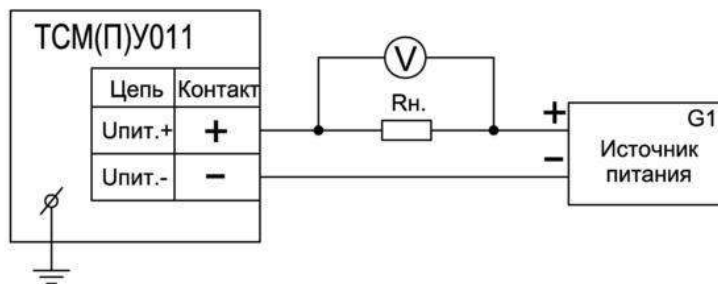 ТСМ(П)У011
Цепь Контакт
Uпит.+ +
Uпит.- −
V
Rн.
+
−
G1
Источник
питания